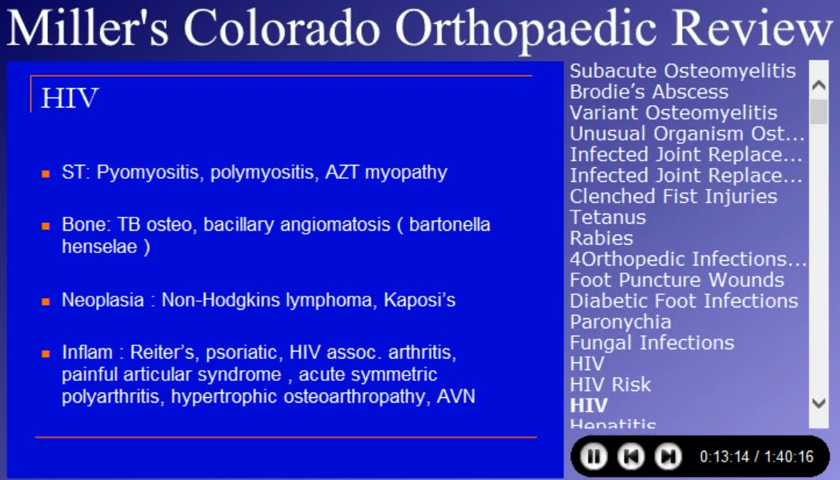 Miller's Colorado Orthopaedic Review
HIV
ST: Pyomyositis, polymyositis, AZT myopathy
Bone: TB osteo, bacillary angiomatosis ( bartonella
henselae )
Neoplasia : Non-Hodgkins lymphoma, Kaposi's
Inflam : Reiter's, psoriatic, HIV assoc. arthritis,
painful articular syndrome , acute symmetric
polyarthritis, hypertrophic osteoarthropathy, AVN
Subacute Osteomyelitis
Brodie's Abscess
Variant Osteomyelitis
Unusual Organism Ost...
Infected Joint Replace...
Infected Joint Replace...
Clenched Fist Injuries
Tetanus
Rabies
4Orthopedic Infections...
Foot Puncture Wounds
Diabetic Foot Infections
Paronychia
Fungal Infections
HIV
HIV Risk
HIV
Hepatitis
0:13:14 / 1:40:16